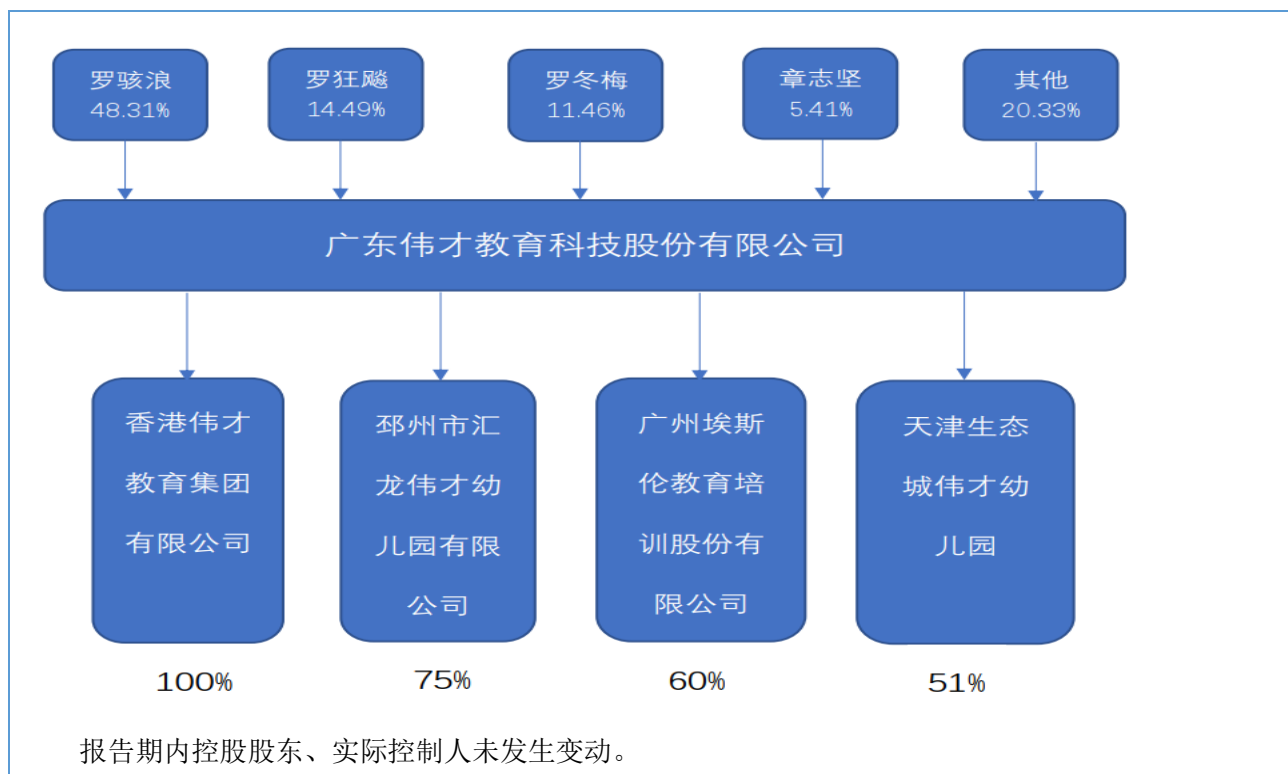 罗骇浪
48.31%
罗狂飚
14.49%
罗冬梅
11.46%
章志坚
5.41%
其他
20.33%
广东伟才教育科技股份有限公司
香港伟才
教育集团
有限公司
100%
邳州市汇
龙伟才幼
儿园有限
公司
75%
广州埃斯
伦教育培
训股份有
限公司
60%
天津生态
城伟才幼
儿园
51%
报告期内控股股东、实际控制人未发生变动。